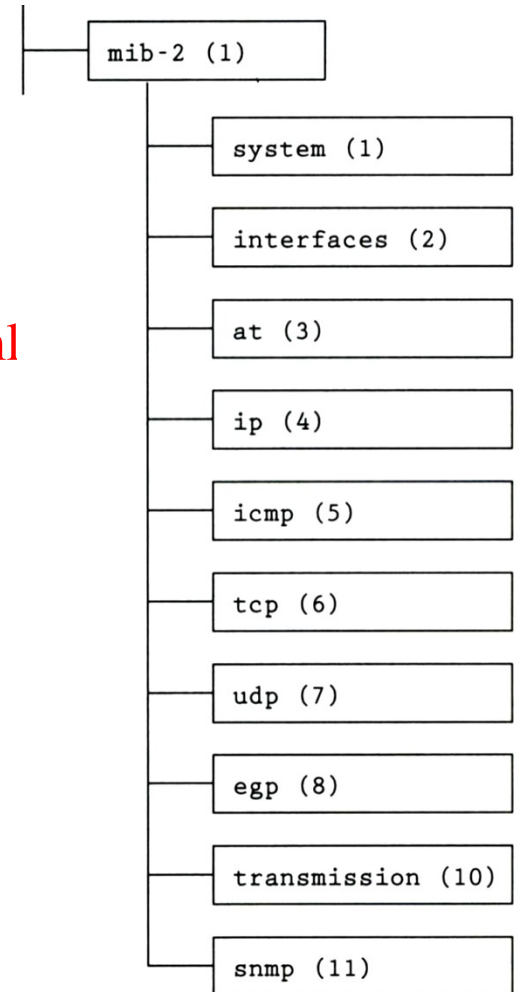 mib-2 (1)
system (1)
interfaces (2)
at (3)
ip (4)
icmp (5)
tcp (6)
udp (7)
egp (8)
transmission (10)
snmp (11)